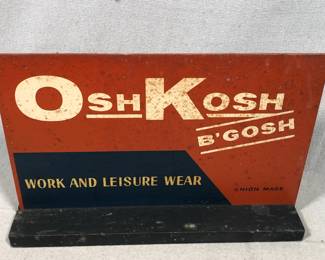 OSHKOSH
B'GOSH
WORK AND LEISURE WEAR
UNION MADE